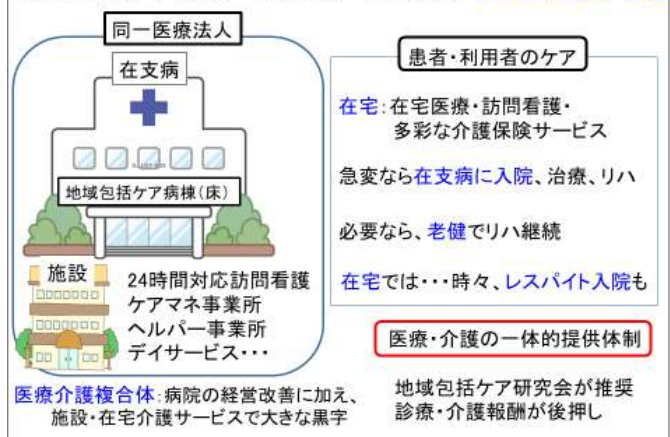 同一医療法人
在支病
地域包括ケア病棟(床)
施設
24時間対応訪問看護
ケアマネ事業所
ヘルパー事業所
デイサービス・・・
医療介護複合体:病院の経営改善に加え、
施設・在宅介護サービスで大きな黒字
患者・利用者のケア
在宅:在宅医療・訪問看護・
多彩な介護保険サービス
急変なら在支病に入院、治療、リハ
必要なら、老健でリハ継続
在宅では・・・時々、レスパイト入院も
医療・介護の一体的提供体制
地域包括ケア研究会が推奨
診療・介護報酬が後押し